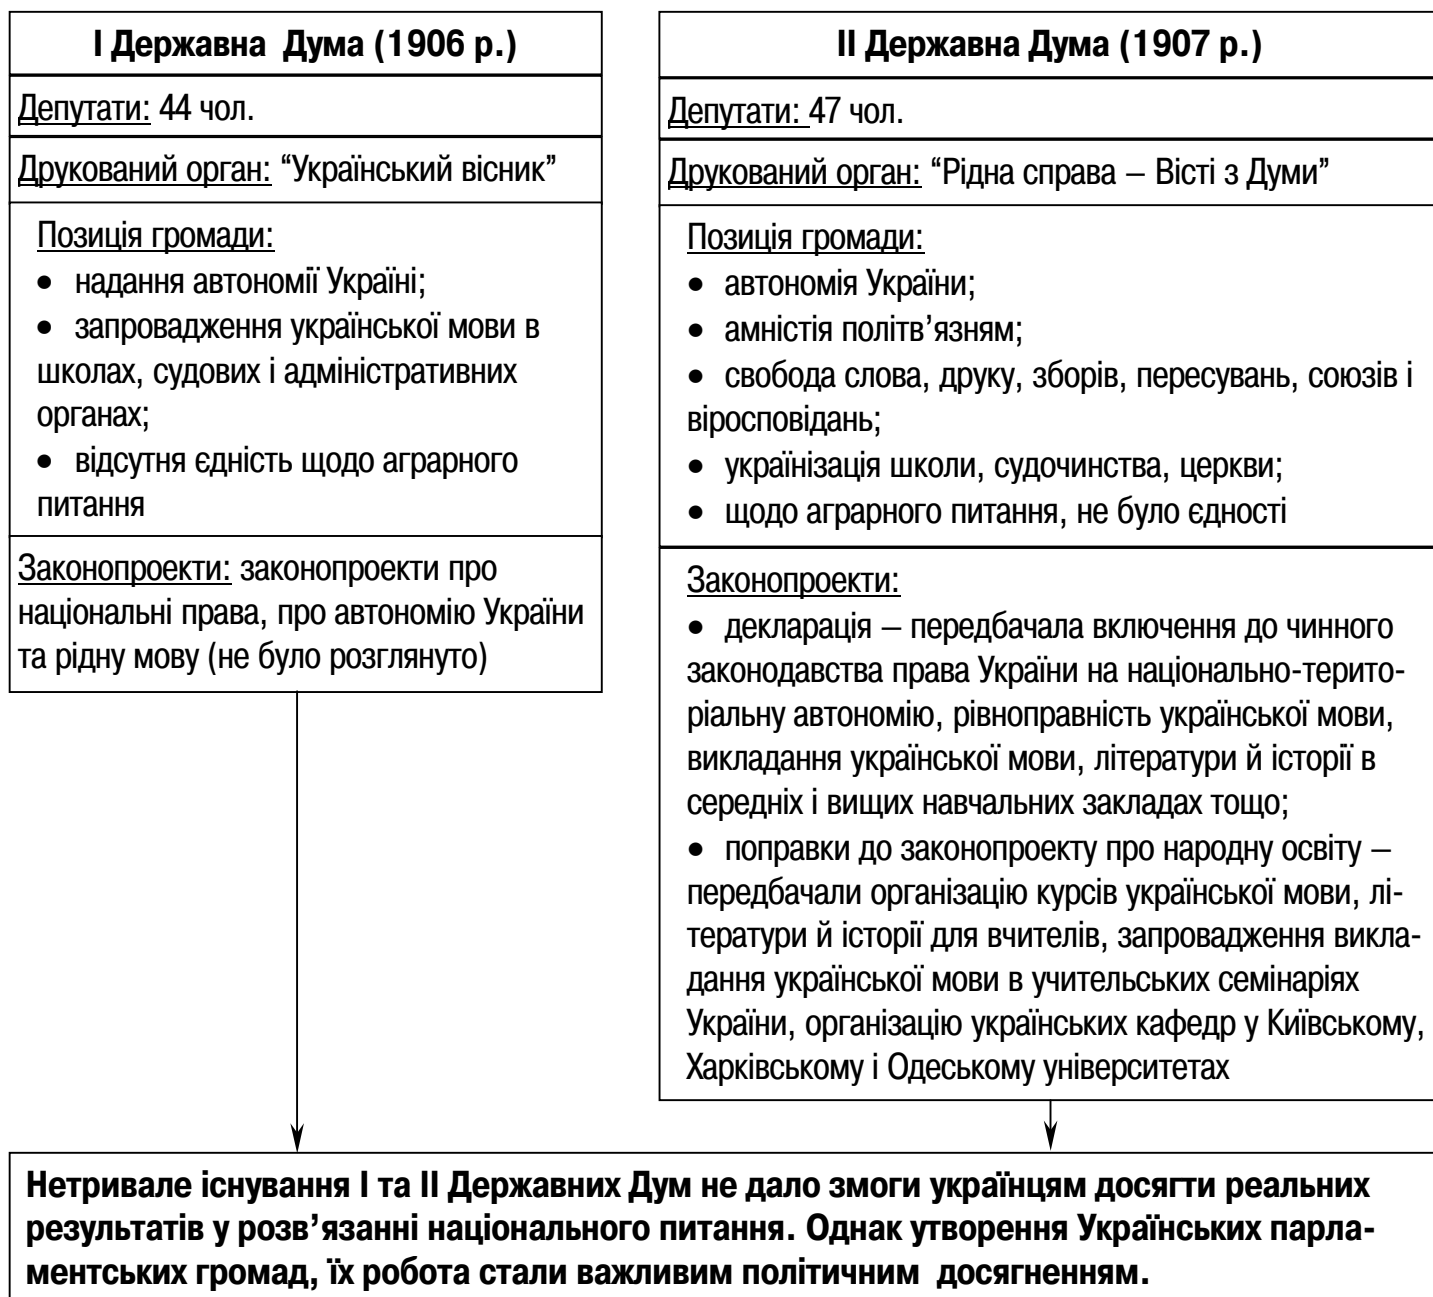 І Державна Дума (1906 р.)
Депутати: 44 чол.
Друкований орган: “Український вісник”
Позиція громади:
• надання автономії Україні;
• запровадження української мови в
школах, судових і адміністративних
органах;
• відсутня єдність щодо аграрного
питання
Законопроекти: законопроекти про
національні права, про автономію України
та рідну мову (не було розглянуто)
ІІ Державна Дума (1907 р.)
Депутати: 47 чол.
Друкований орган: “Рідна справа – Вісті з Думи”
Позиція громади:
• автономія України;
• амністія політв’язням;
• свобода слова, друку, зборів, пересувань, союзів і
віросповідань;
• українізація школи, судочинства, церкви;
• щодо аграрного питання, не було єдності
Законопроекти:
• декларація – передбачала включення до чинного
законодавства права України на національно-терито-
ріальну автономію, рівноправність української мови,
викладання української мови, літератури й історії в
середніх і вищих навчальних закладах тощо;
• поправки до законопроекту про народну освіту –
передбачали організацію курсів української мови, лі-
тератури й історії для вчителів, запровадження викла-
дання української мови в учительських семінаріях
України, організацію українських кафедр у Київському,
Харківському і Одеському університетах
Нетривале існування І та ІІ Державних Дум не дало змоги українцям досягти реальних
результатів у розв’язанні національного питання. Однак утворення Українських парла-
ментських громад, їх робота стали важливим політичним досягненням.